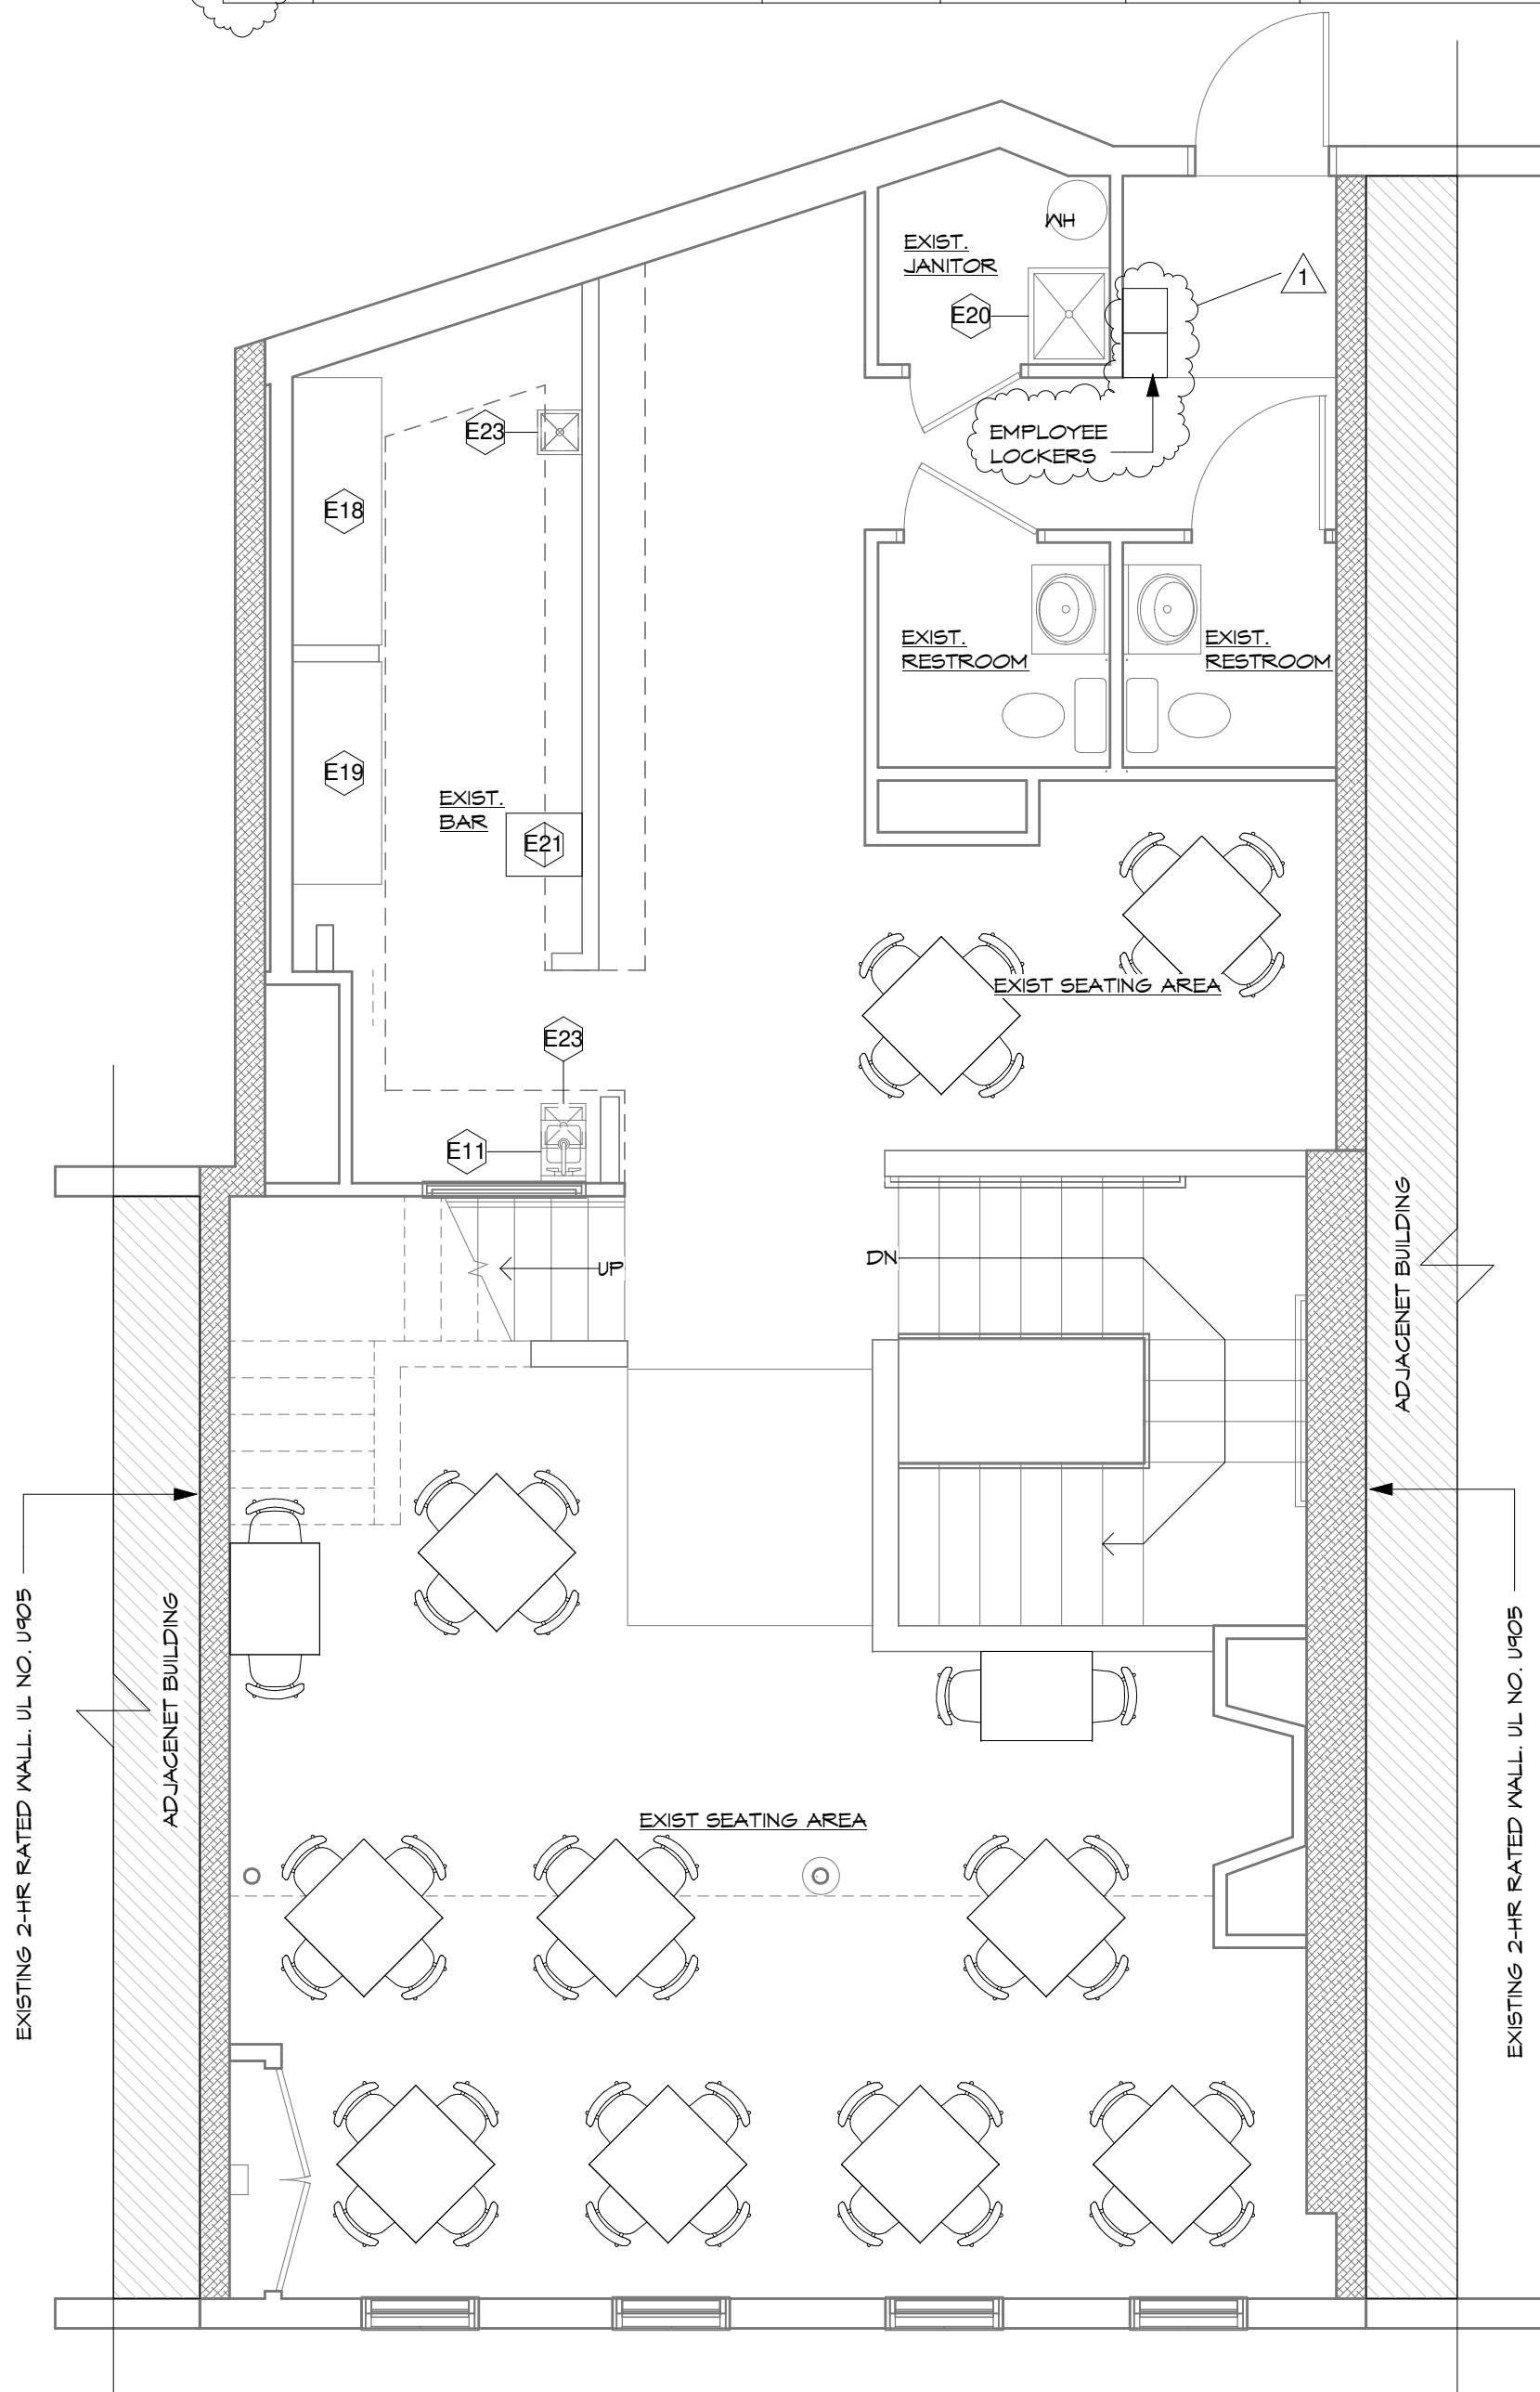 WH
EXIST.
JANITOR
1
E20
EMPLOYEE
LOCKERS
E23
E18
EXIST.
RESTROOM
EXIST.
RESTROOM
E19
EXIST.
BAR
E21
EXIST SEATING AREA
E23
E11
UP
DN
ADJACENET BUILDING
EXISTING 2-HR RATED WALL. UL NO. U905
ADJACENET BUILDING
EXISTING 2-HR RATED WALL. UL NO. U905
EXIST SEATING AREA